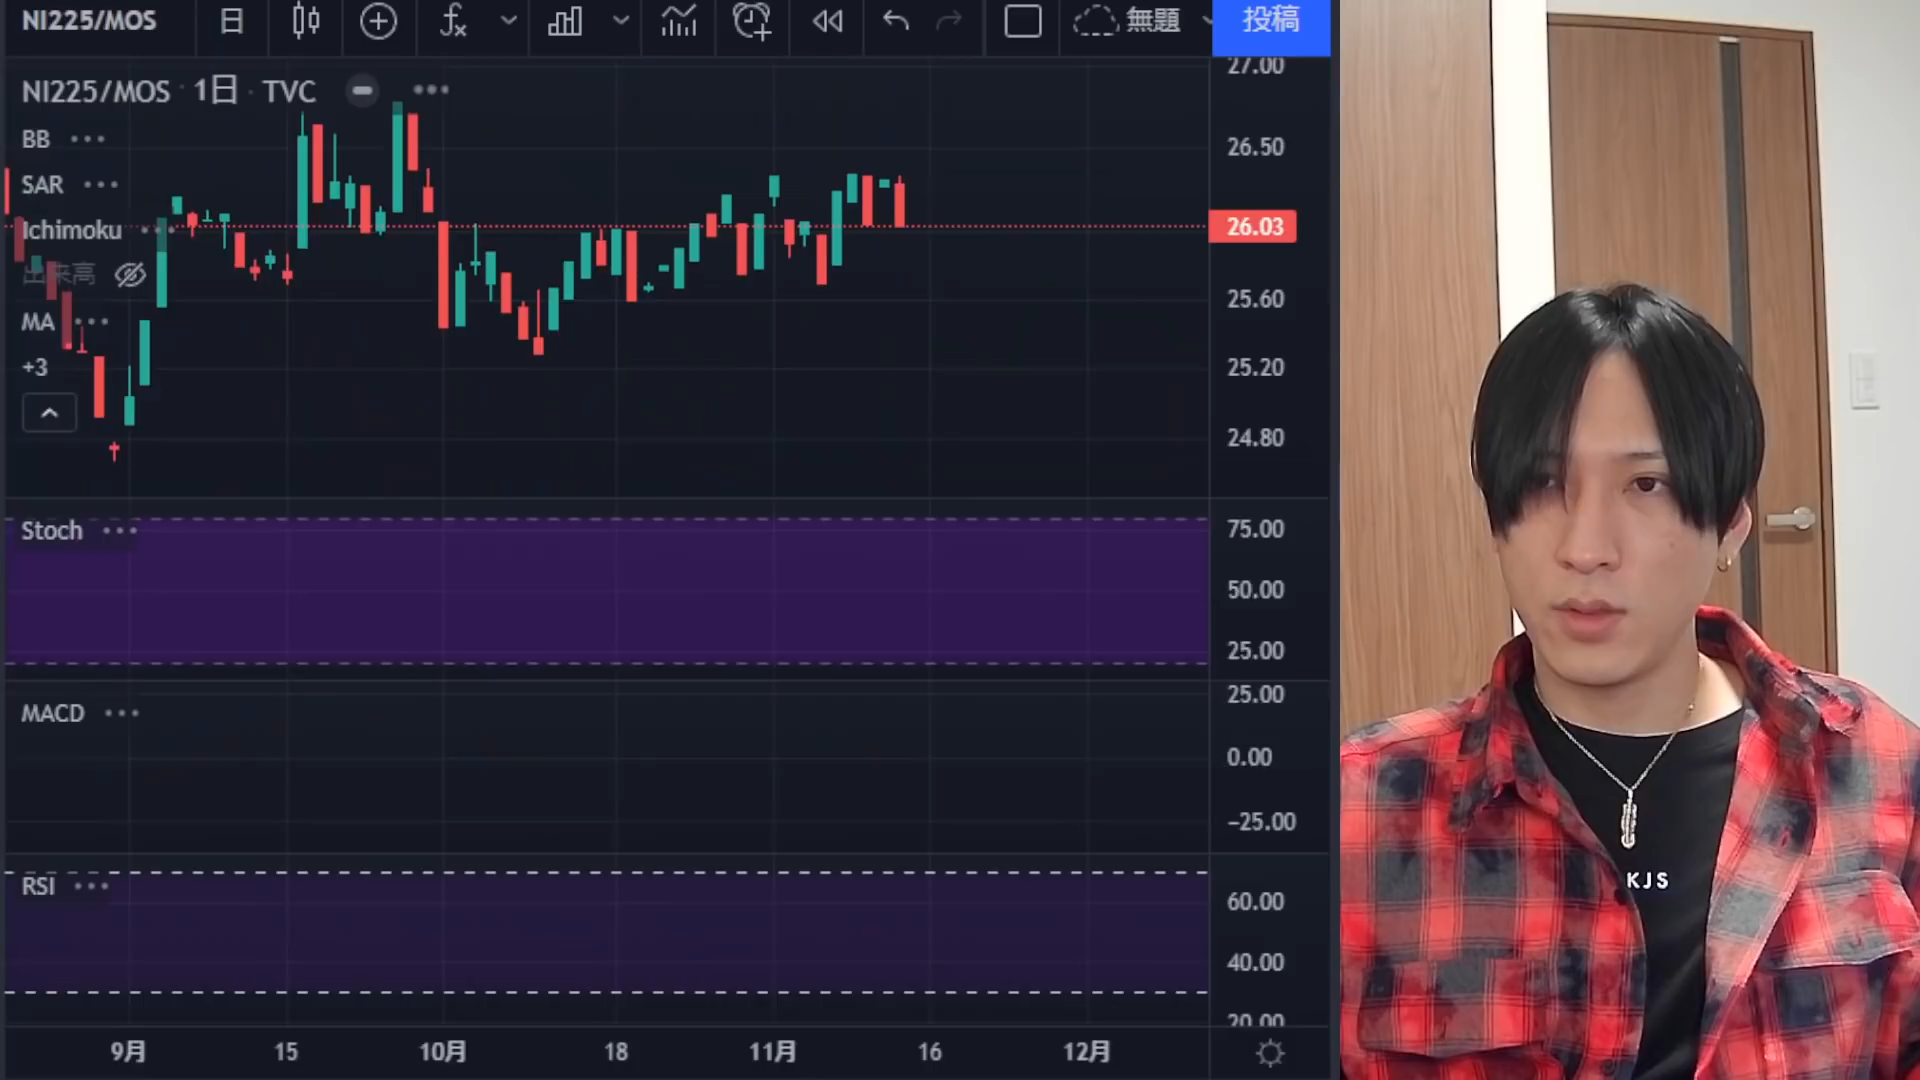 NI225/MOS 日 無題 投稿
NI225/MOS · 1日 · TVC
BB
SAR
Ichimoku
出来高
MA
+3
27.00
26.50
26.03
25.60
25.20
24.80
Stoch
75.00
50.00
25.00
MACD
25.00
0.00
−25.00
RSI
60.00
40.00
20.00
9月 15 10月 18 11月 16 12月
KJS